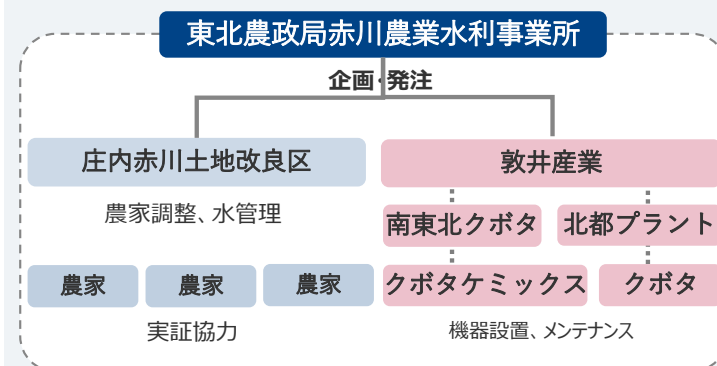 東北農政局赤川農業水利事業所
企画・発注
庄内赤川土地改良区
敦井産業
農家調整、水管理
南東北クボタ
北都プラント
農家
農家
農家
クボタケミックス
クボタ
実証協力
機器設置、メンテナンス